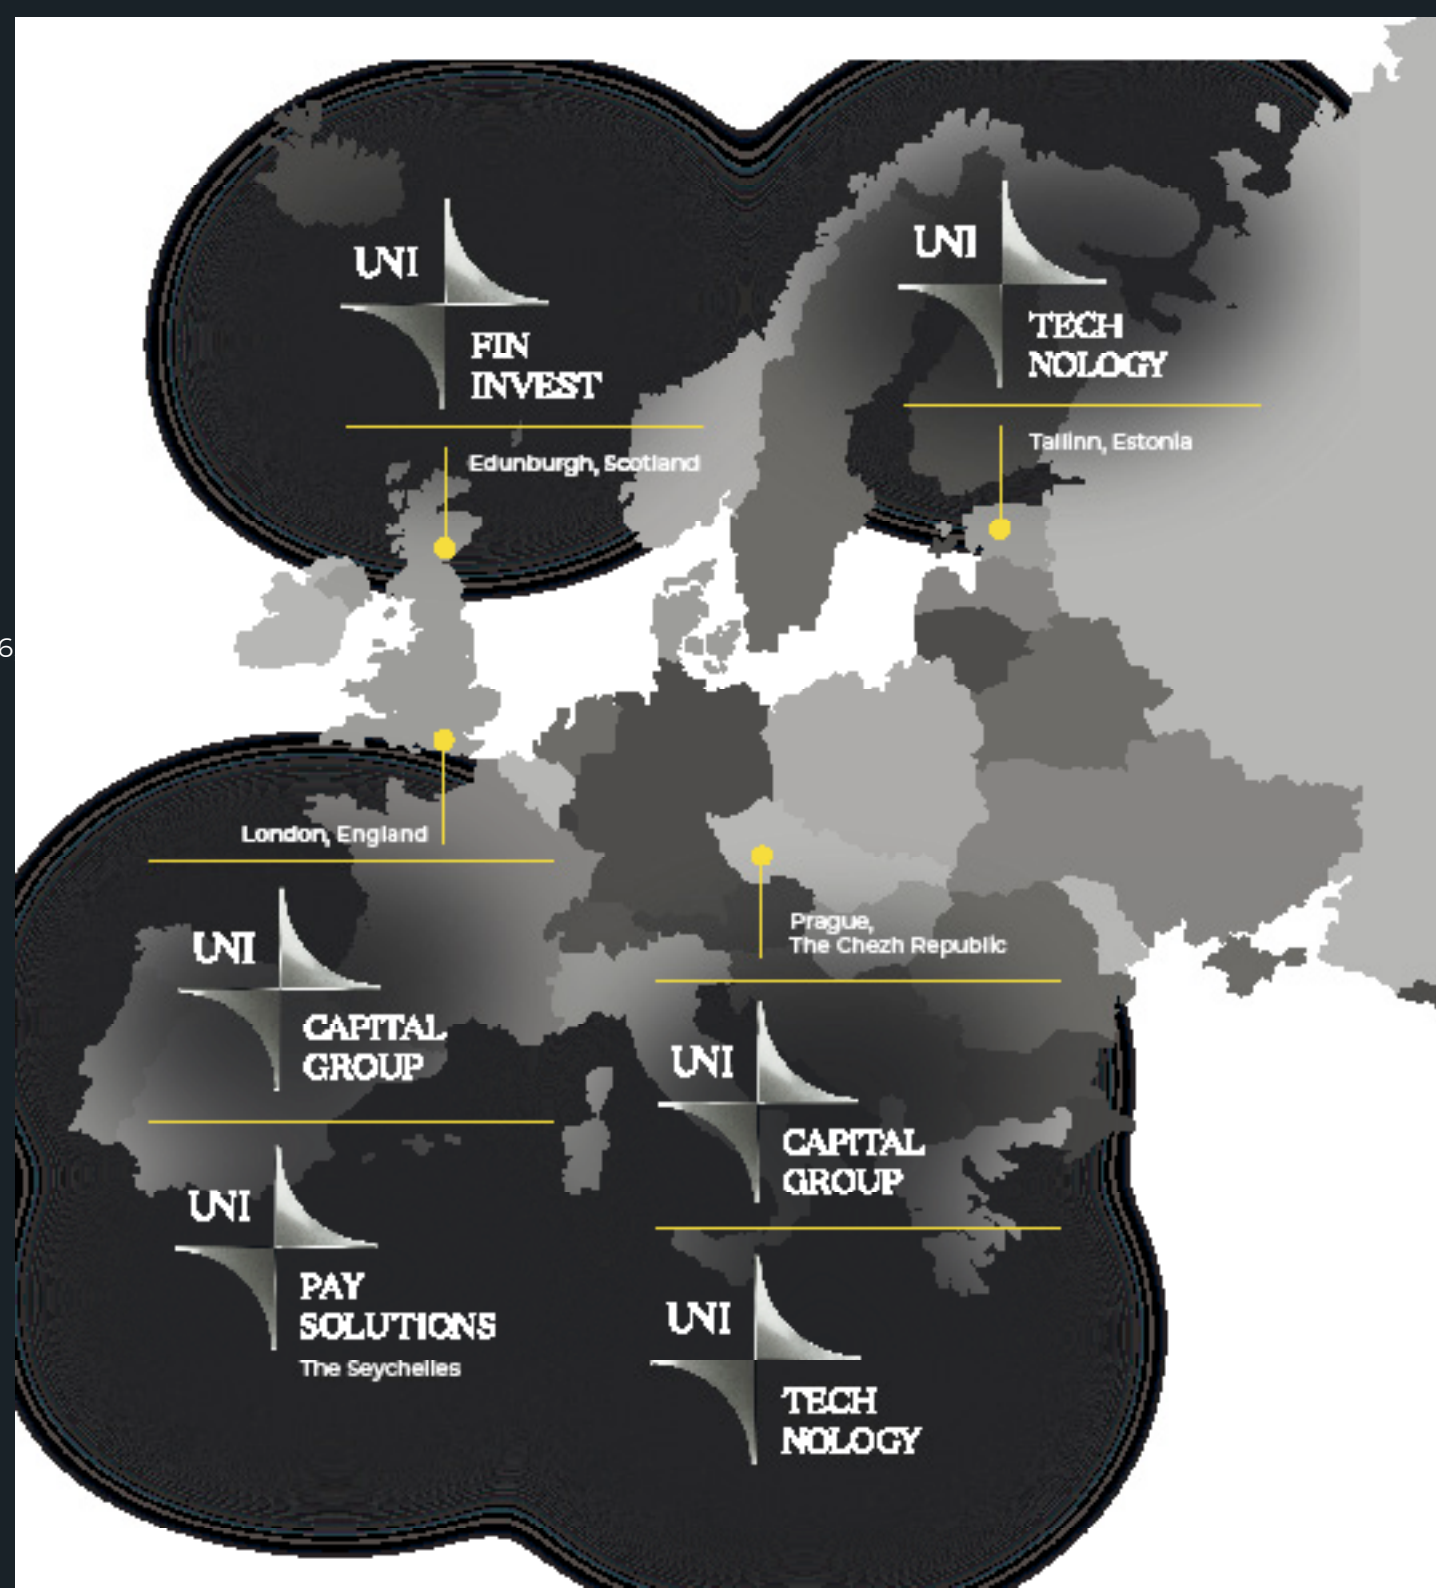 UNI
FIN
INVEST
Edunburgh, Scotland
UNI
TECH
NOLOGY
Tallinn, Estonia
6
London, England
UNI
CAPITAL
GROUP
UNI
PAY
SOLUTIONS
The Seychelles
Prague,
The Chezh Republic
UNI
CAPITAL
GROUP
UNI
TECH
NOLOGY